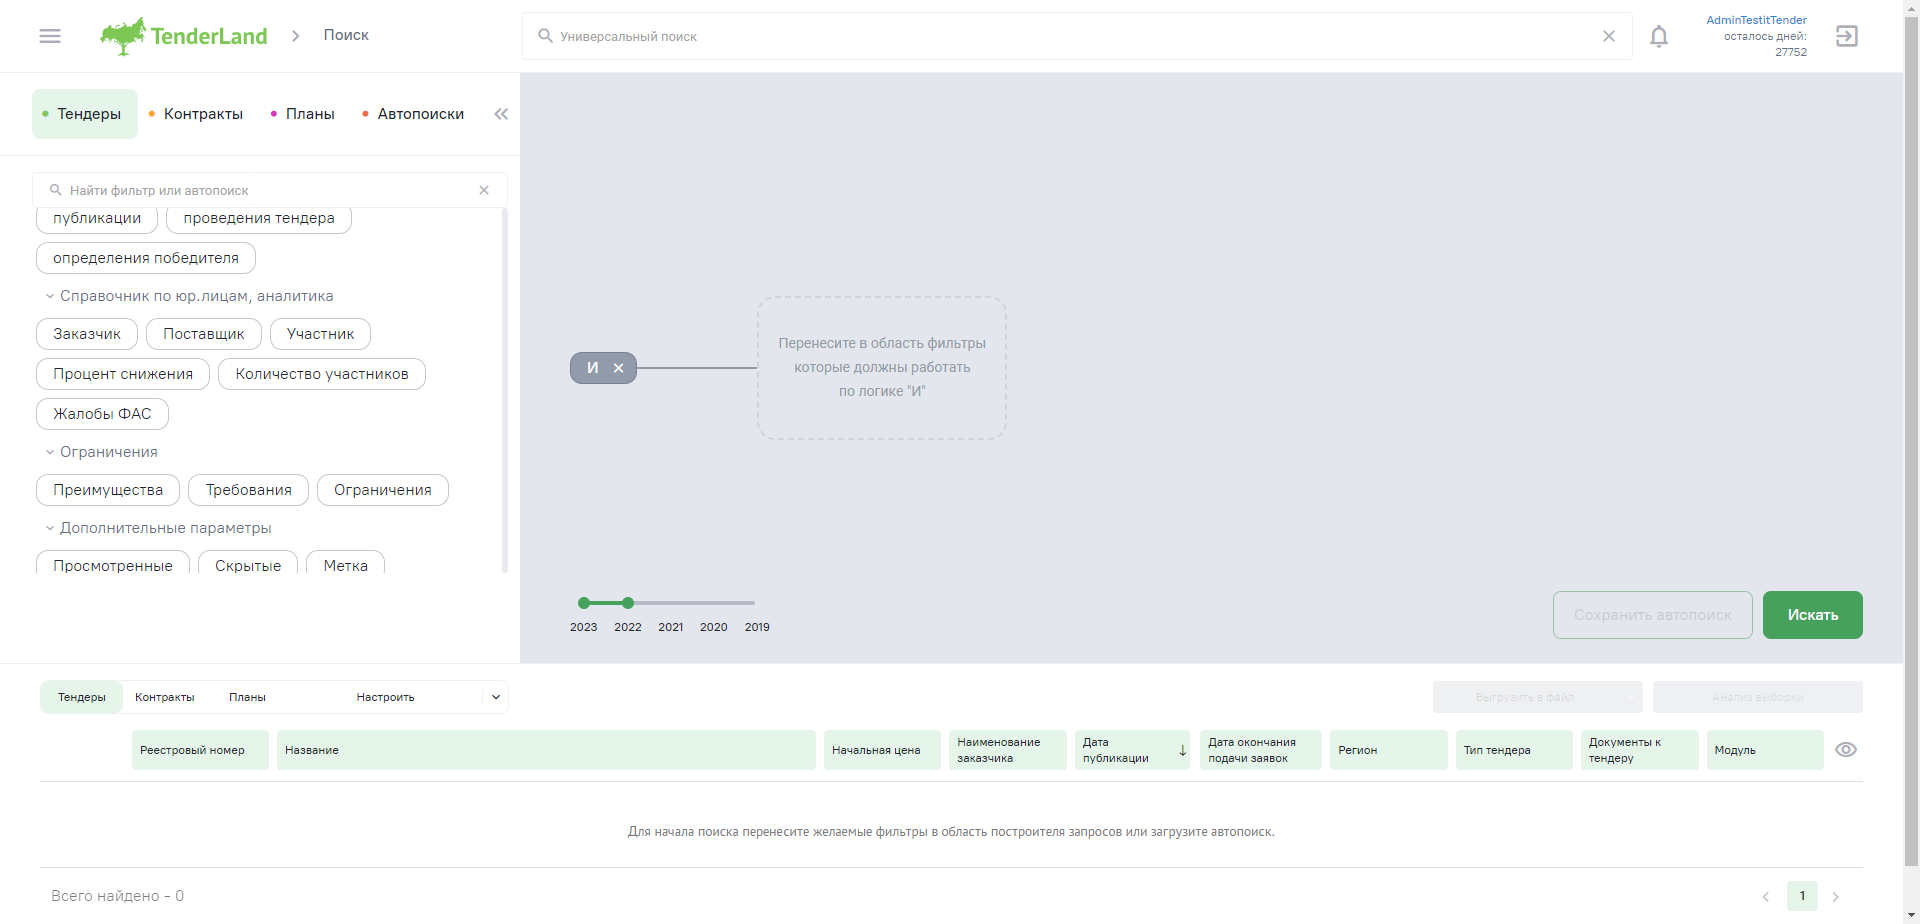 TenderLand
Поиск
Универсальный поиск
AdminTestitTender
осталось дней:
27752
Тендеры
Контракты
Планы
Автопоиски
Найти фильтр или автопоиск
публикации
проведения тендера
определения победителя
Справочник по юр.лицам, аналитика
Заказчик
Поставщик
Участник
Процент снижения
Количество участников
Жалобы ФАС
Ограничения
Преимущества
Требования
Ограничения
Дополнительные параметры
Просмотренные
Скрытые
Метка
И
Перенесите в область фильтры
которые должны работать
по логике "И"
2023
2022
2021
2020
2019
Сохранить автопоиск
Искать
Тендеры
Контракты
Планы
Настроить
Выгрузить в файл
Анализ выборки
Реестровый номер
Название
Начальная цена
Наименование
заказчика
Дата
публикации
Дата окончания
подачи заявок
Регион
Тип тендера
Документы к
тендеру
Модуль
Для начала поиска перенесите желаемые фильтры в область построителя запросов или загрузите автопоиск.
Всего найдено - 0
1